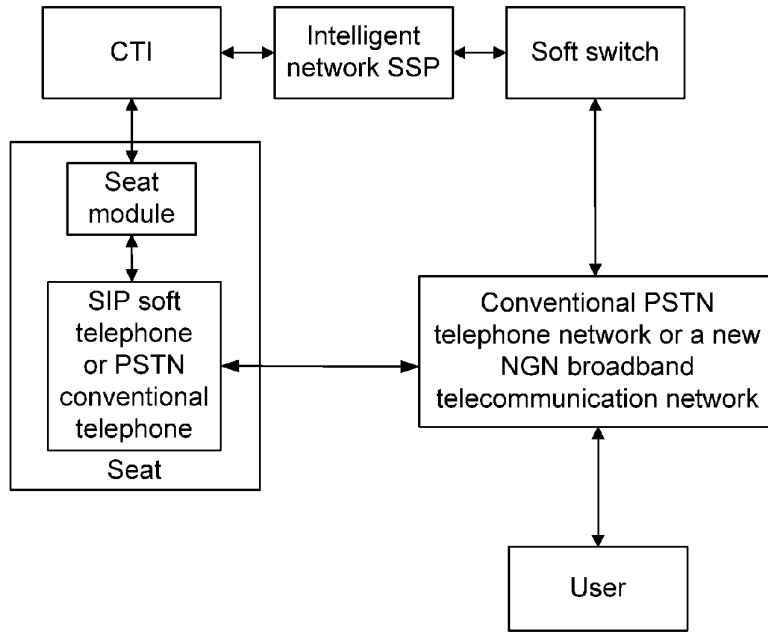 CTI
Intelligent
network SSP
Soft switch
Seat
module
SIP soft
telephone
or PSTN
conventional
telephone
Seat
Conventional PSTN
telephone network or a new
NGN broadband
telecommunication network
User